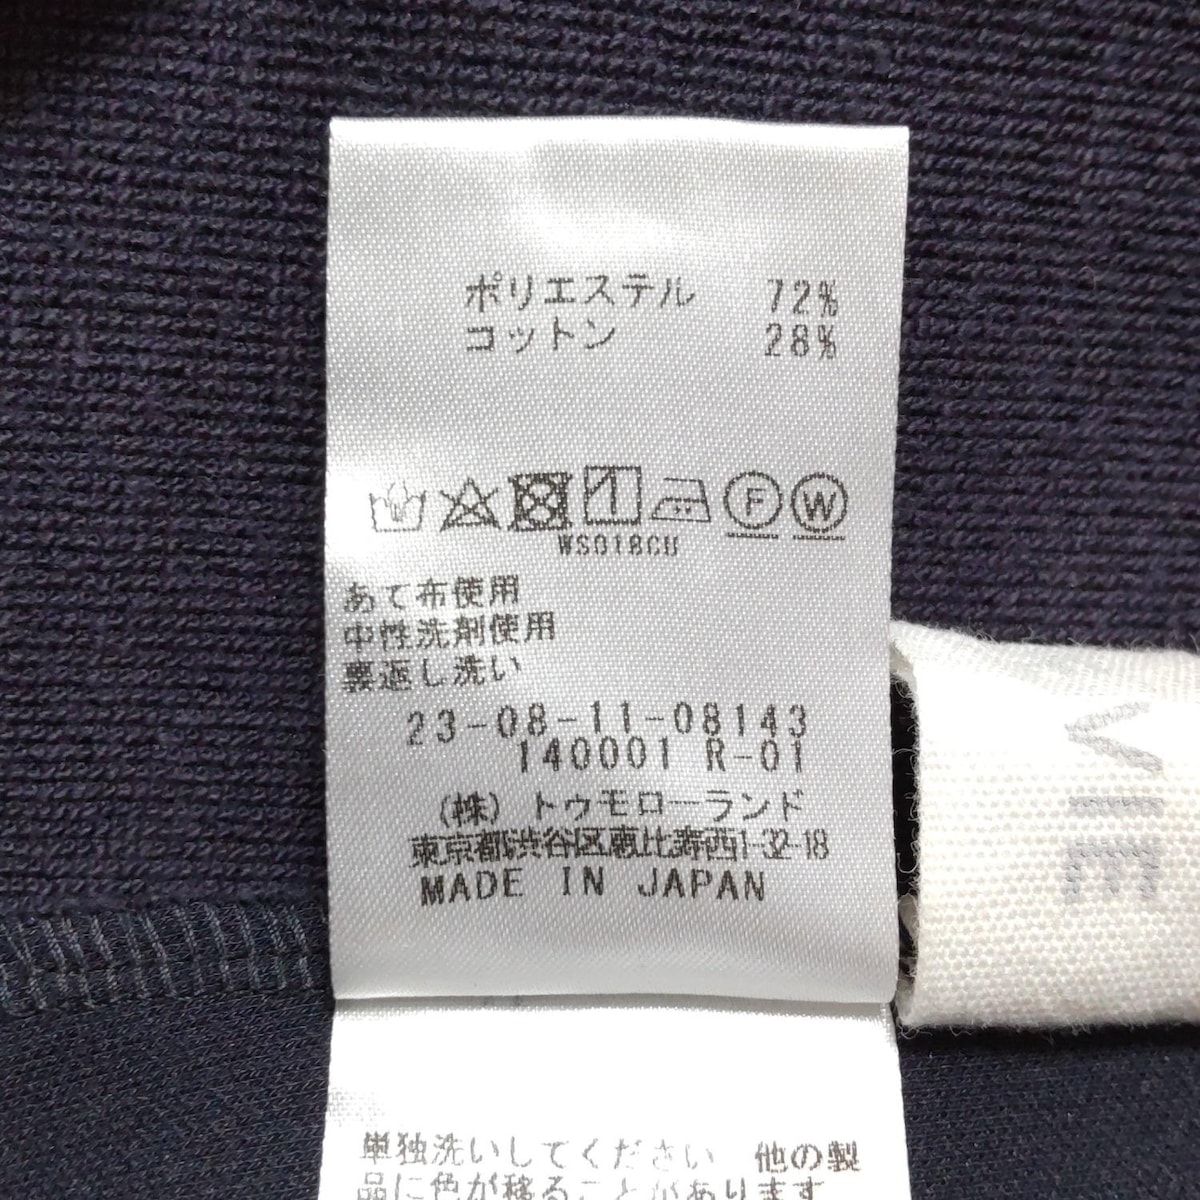 ポリエステル 72%
コットン 28%
F W
WS018CU
あて布使用
中性洗剤使用
裏返し洗い
23-08-11-08143
140001 R-01
(株) トゥモローランド
東京都渋谷区恵比寿西1-32-18
MADE IN JAPAN
単独洗いしてください 他の製
品に色が移ることがあります
VIE